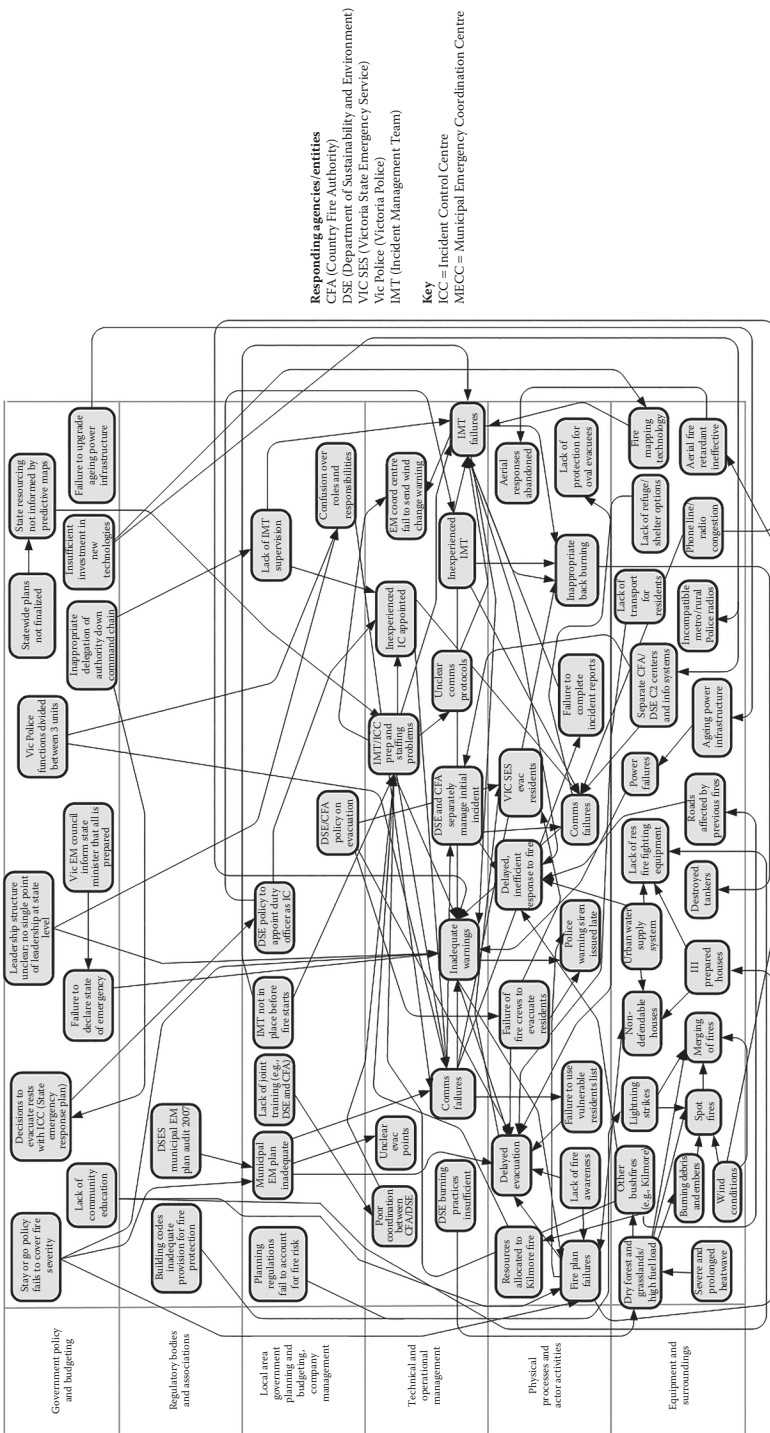 Responding agencies/entities
CFA (Country Fire Authority)
DSE (Department of Sustainability and Environment)
VIC SES (Victoria State Emergency Service)
Vic Police (Victoria Police)
IMT (Incident Management Team)
Key
ICC = Incident Control Centre
MECC = Municipal Emergency Coordination Centre
Government policy
and budgeting
Stay or go policy
fails to cover fire
severity
Lack of
community
education
Decisions to
evacuate rests
with ICC (State
emergency
response plan)
Failure to
declare state
of emergency
Leadership structure
unclear no single point
of leadership at state
level
Vic EM council
inform state
minister that all is
prepared
Vic Police
functions divided
between 3 units
Inappropriate
delegation of
authority down
command chain
Statewide plans
not finalized
Insufficient
investment in
new
technologies
State resourcing
not informed by
predictive maps
Failure to upgrade
ageing power
infrastructure
Regulatory bodies
and associations
Building codes
inadequate
provision for fire
protection
DSES
municipal EM
plan audit 2007
Local area
government
planning and
budgeting,
company
management
Planning
regulations
fail to account
for fire risk
Municipal
EM plan
inadequate
Lack of joint
training (e.g.,
DSE and CFA)
IMT not in
place before
fire starts
DSE policy to
appoint duty
officer as IC
DSE/CFA
policy on
evacuation
Lack of IMT
supervision
Confusion over
roles and
responsibilities
Technical and
operational
management
Poor
coordination
between
CFA/DSE
Unclear
evac
points
DSE burning
practices
insufficient
Comms
failures
Inadequate
warnings
IMT/ICC
prep and
staffing
problems
DSE and CFA
separately
manage initial
incident
Inexperienced
IC appointed
Unclear
comms
protocols
EM coord centre
fail to send wind
change warning
Inexperienced
IMT
IMT
failures
Physical
processes and
actor activities
Resources
allocated to
Kilmore fire
Fire plan
failures
Delayed
evacuation
Lack of fire
awareness
Failure to use
vulnerable
residents list
Failure of
fire crews to
evacuate
residents
Police
warning siren
issued late
Delayed,
inefficient
response to fire
VIC SES
evac
residents
Comms
failures
Failure to
complete
incident reports
Inappropriate
back burning
Aerial
responses
abandoned
Lack of
protection for
oval evacuees
Equipment and
surroundings
Dry forest and
grasslands/
high fuel load
Severe and
prolonged
heatwave
Other
bushfires
(e.g., Kilmore)
Burning debris
and embers
Wind
conditions
Lightning
strikes
Spot
fires
Merging
of fires
Non-
defendable
houses
Urban water
supply
system
Ill
prepared
houses
Lack of res
fire fighting
equipment
Destroyed
tankers
Roads
affected by
previous fires
Power
failures
Ageing power
infrastructure
Separate CFA/
DSE C2 centers
and info systems
Lack of
transport
for
residents
Incompatible
metro/rural
Police radios
Lack of refuge/
shelter options
Phone line/
radio
congestion
Fire
mapping
technology
Aerial fire
retardant
ineffective